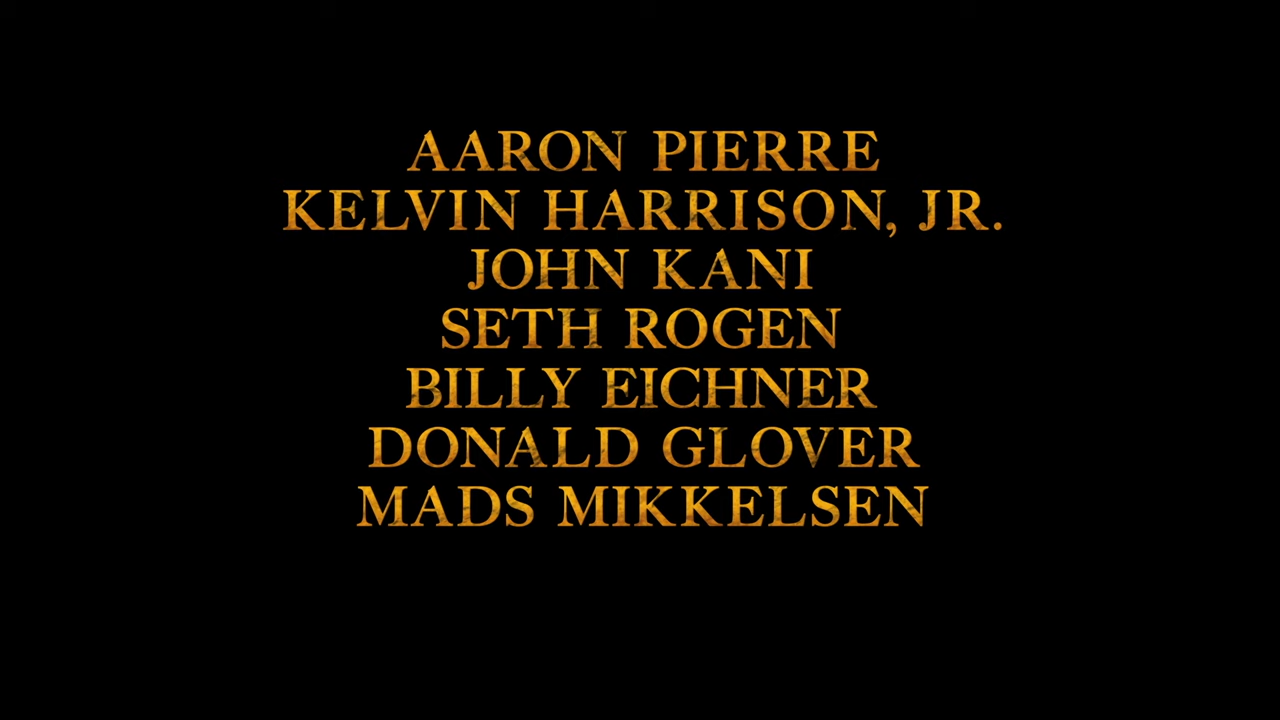 AARON PIERRE
KELVIN HARRISON, JR.
JOHN KANI
SETH ROGEN
BILLY EICHNER
DONALD GLOVER
MADS MIKKELSEN